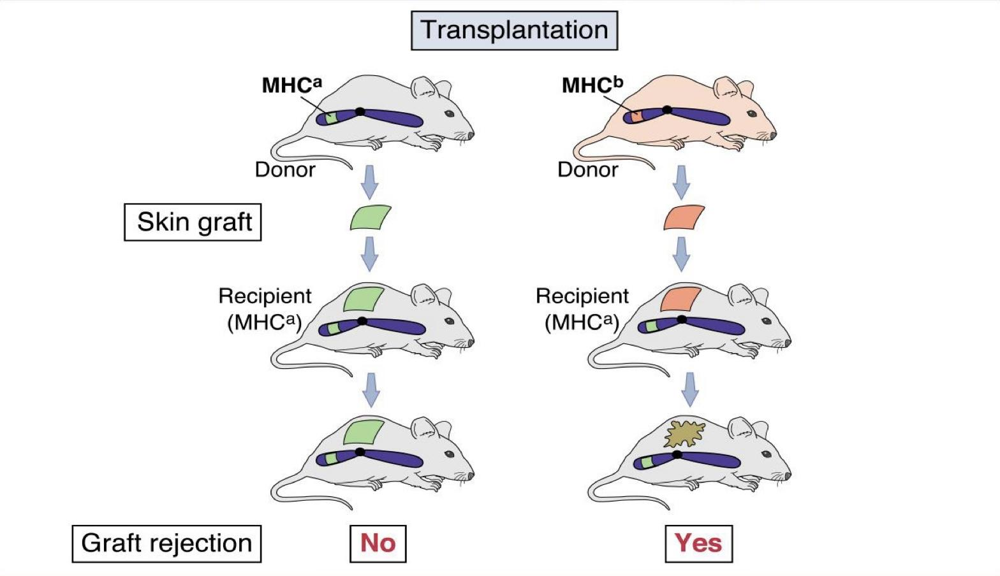 Transplantation
MHCᵃ
MHCᵇ
Donor
Donor
Skin graft
Recipient
(MHCᵃ)
Recipient
(MHCᵃ)
Graft rejection
No
Yes